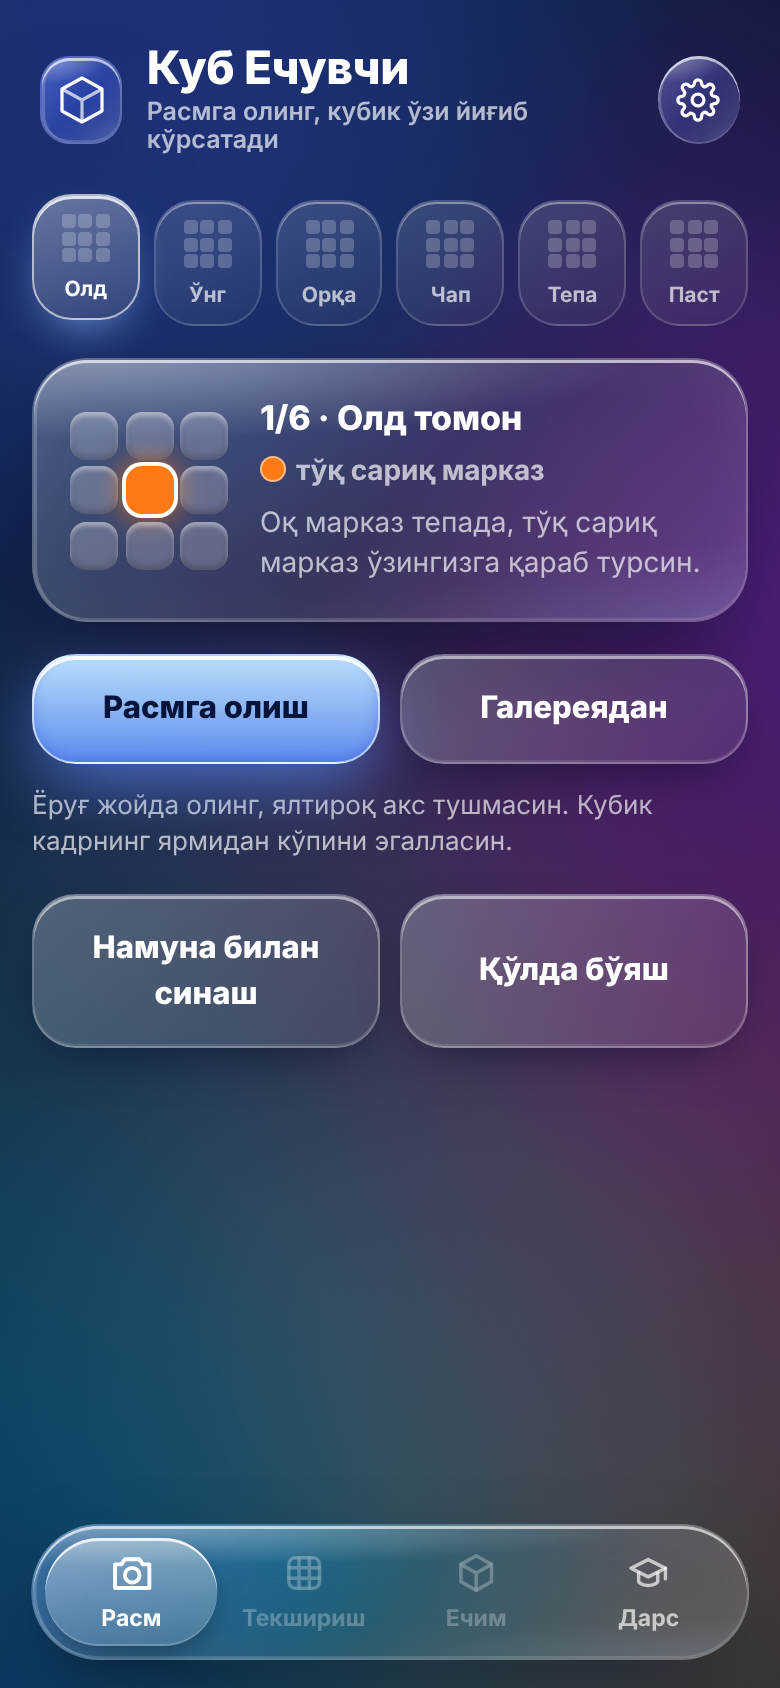 Куб Ечувчи
Расмга олинг, кубик ўзи йиғиб
кўрсатади
Олд
Ўнг
Орқа
Чап
Тепа
Паст
1/6 · Олд томон
тўқ сариқ марказ
Оқ марказ тепада, тўқ сариқ
марказ ўзингизга қараб турсин.
Расмга олиш
Галереядан
Ёруғ жойда олинг, ялтироқ акс тушмасин. Кубик
кадрнинг ярмидан кўпини эгалласин.
Намуна билан
синаш
Қўлда бўяш
Расм
Текшириш
Ечим
Дарс